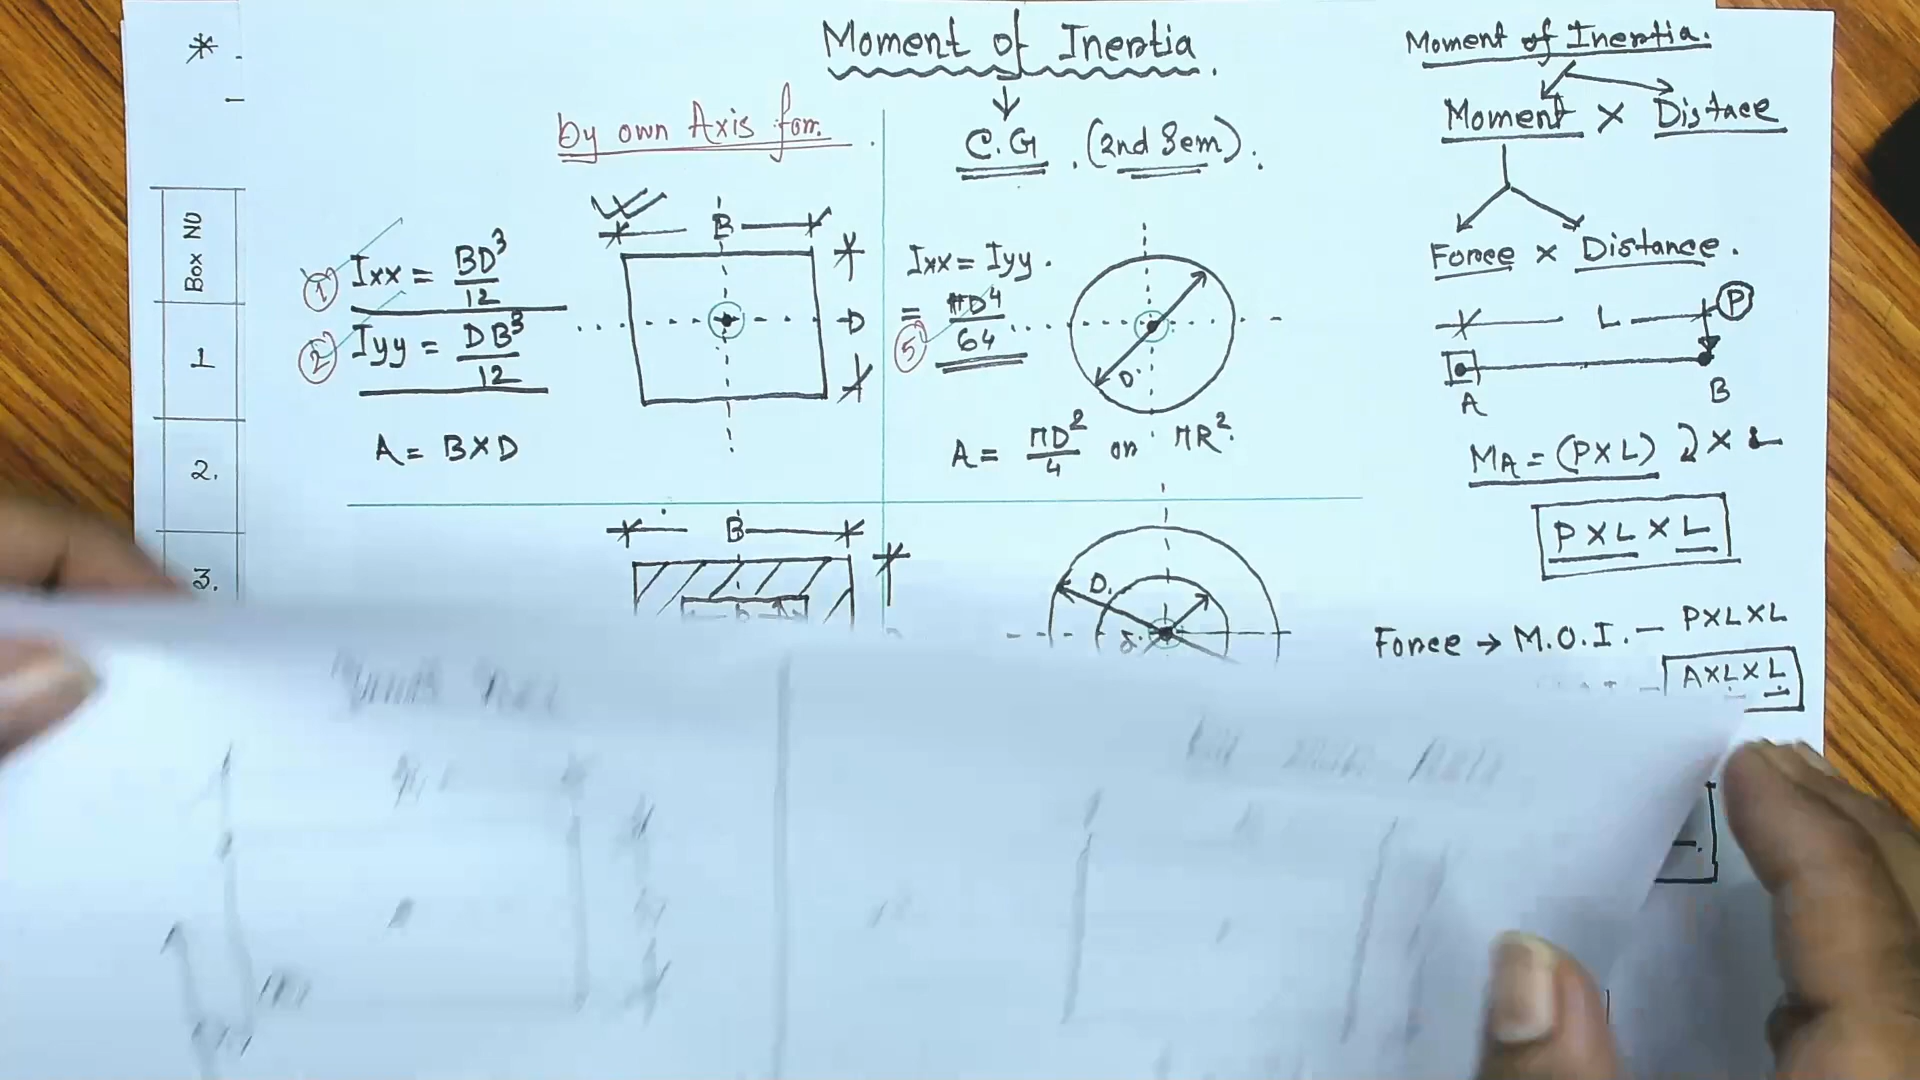 Moment of Inertia.
C.G. (2nd Sem).
by own Axis for.
Box NO
1
2.
3.
1 Ixx = BD³/12
2 Iyy = DB³/12
A = B×D
B
D
Ixx = Iyy.
5 = πD⁴/64
D
A = πD²/4 or πR².
B
D.
Moment of Inertia.
Moment × Distace
Force × Distance.
L P
A B
MA = (P×L) × L
P×L×L
Force → M.O.I. – P×L×L
A×L×L